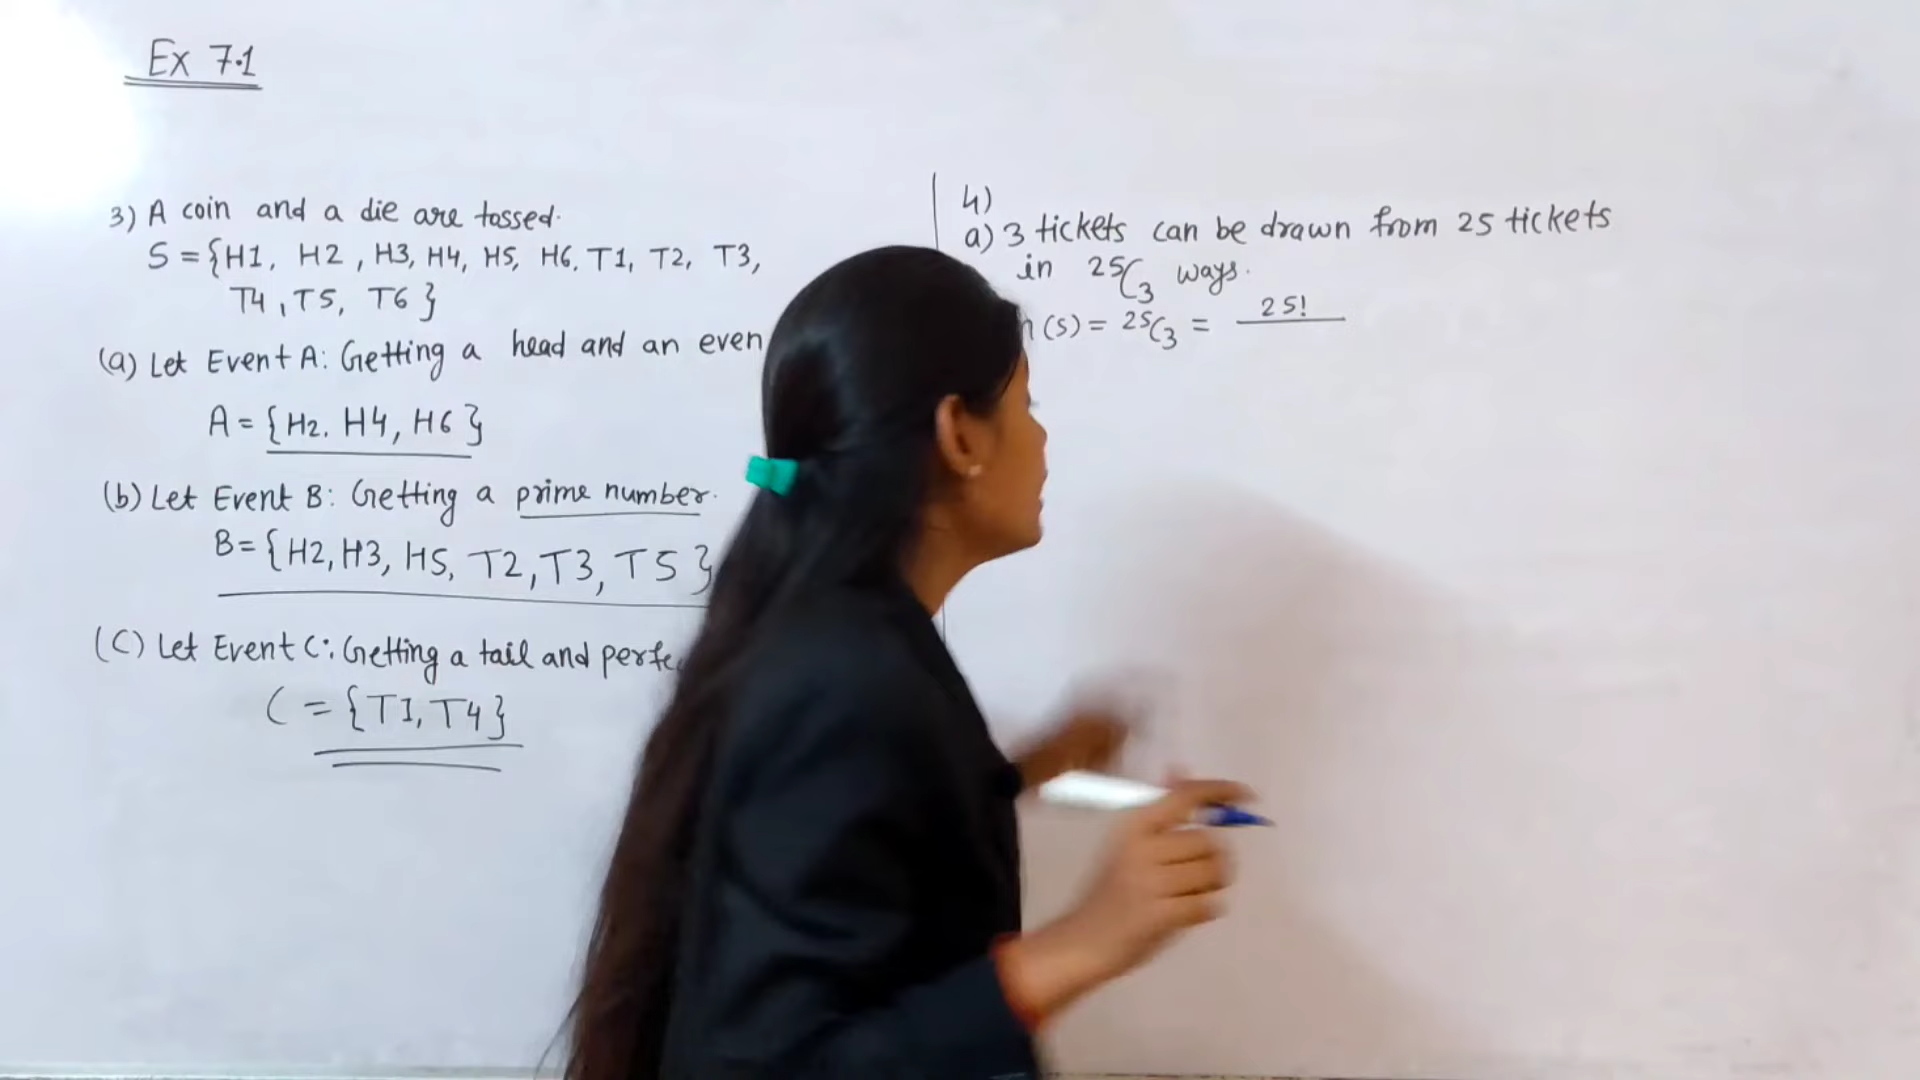 Ex 7.1
3) A coin and a die are tossed.
S = {H1, H2, H3, H4, H5, H6, T1, T2, T3,
T4, T5, T6}
(a) Let Event A: Getting a head and an even
A = {H2, H4, H6}
(b) Let Event B: Getting a prime number.
B = {H2, H3, H5, T2, T3, T5}
(C) Let Event C: Getting a tail and
C = {T1, T4}
4)
a) 3 tickets can be drawn from 25 tickets
in 25C3 ways.
n(S) = 25C3 = 25!